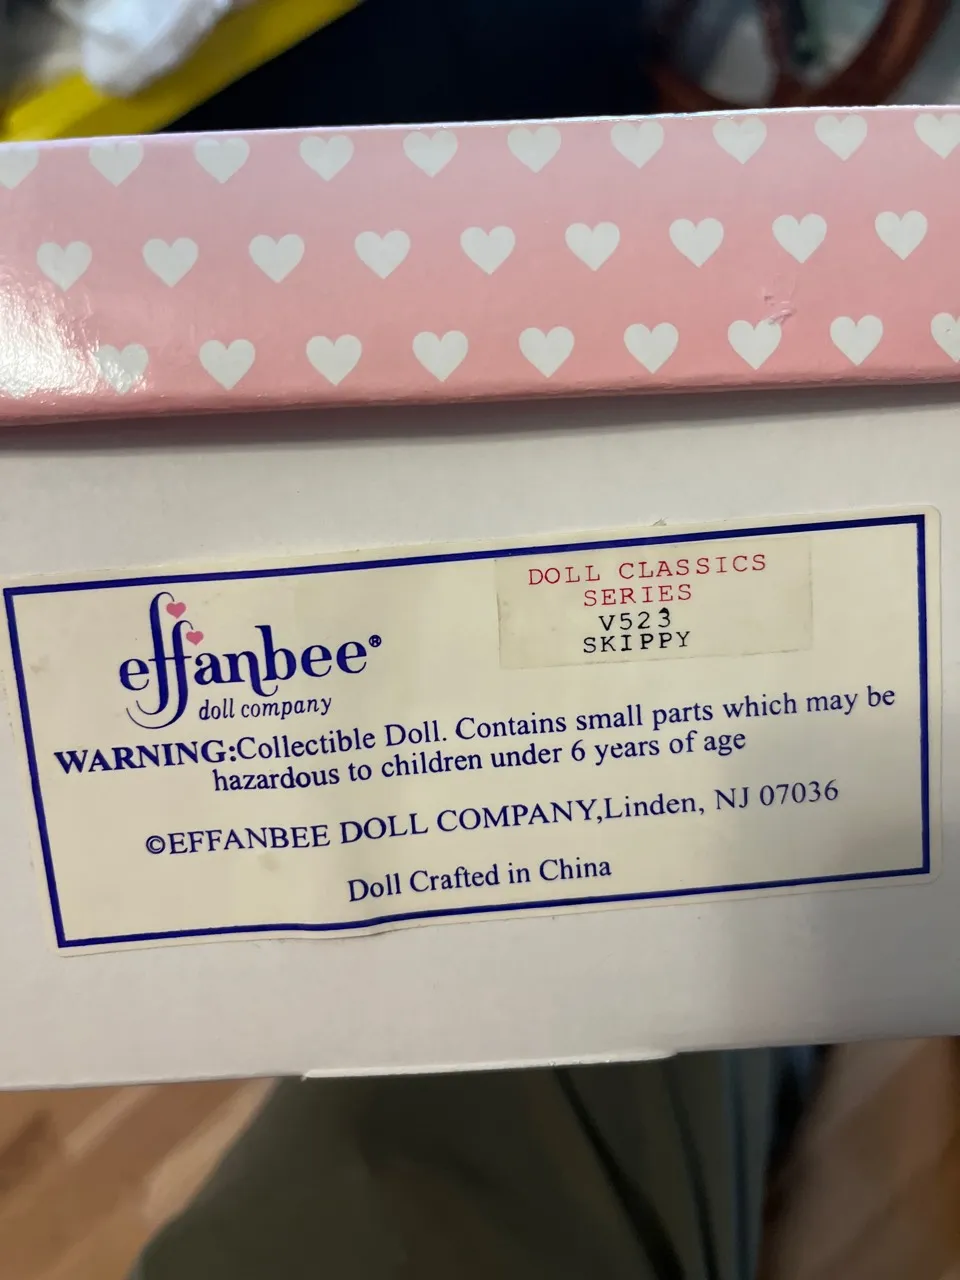 effanbee®
doll company
DOLL CLASSICS
SERIES
V523
SKIPPY
WARNING:Collectible Doll. Contains small parts which may be
hazardous to children under 6 years of age
©EFFANBEE DOLL COMPANY,Linden, NJ 07036
Doll Crafted in China